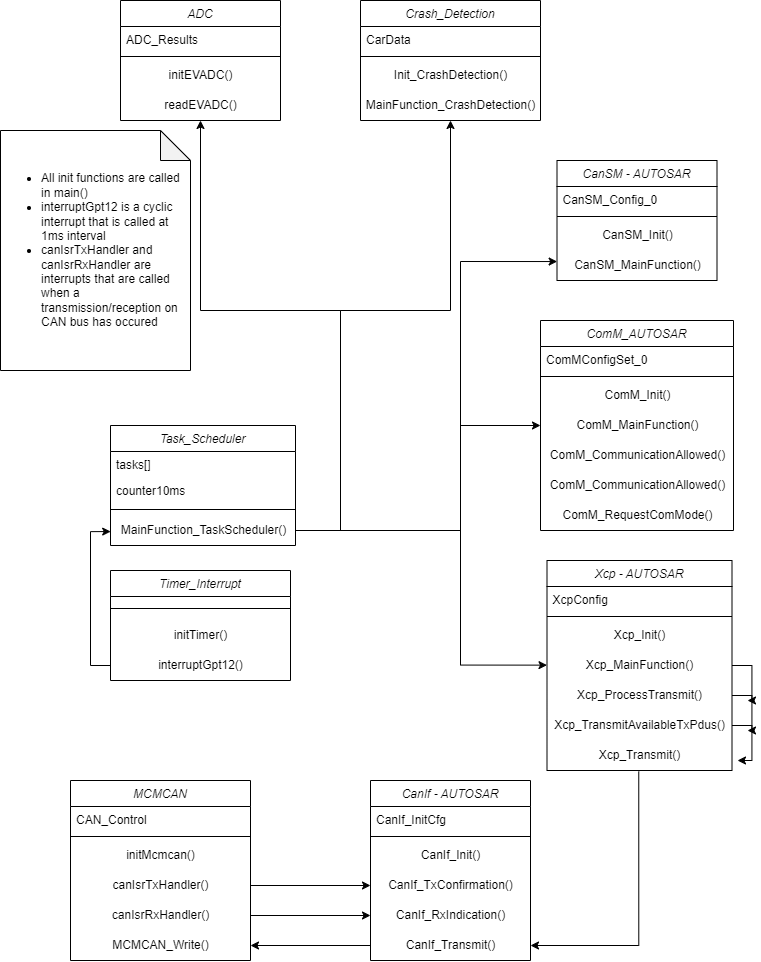 ADC
ADC_Results
initEVADC()
readEVADC()
Crash_Detection
CarData
Init_CrashDetection()
MainFunction_CrashDetection()
All init functions are called
in main()
interruptGpt12 is a cyclic
interrupt that is called at
1ms interval
canIsrTxHandler and
canIsrRxHandler are
interrupts that are called
when a
transmission/reception on
CAN bus has occured
CanSM - AUTOSAR
CanSM_Config_0
CanSM_Init()
CanSM_MainFunction()
ComM_AUTOSAR
ComMConfigSet_0
ComM_Init()
ComM_MainFunction()
ComM_CommunicationAllowed()
ComM_CommunicationAllowed()
ComM_RequestComMode()
Task_Scheduler
tasks[]
counter10ms
MainFunction_TaskScheduler()
Timer_Interrupt
initTimer()
interruptGpt12()
Xcp - AUTOSAR
XcpConfig
Xcp_Init()
Xcp_MainFunction()
Xcp_ProcessTransmit()
Xcp_TransmitAvailableTxPdus()
Xcp_Transmit()
MCMCAN
CAN_Control
initMcmcan()
canIsrTxHandler()
canIsrRxHandler()
MCMCAN_Write()
CanIf - AUTOSAR
CanIf_InitCfg
CanIf_Init()
CanIf_TxConfirmation()
CanIf_RxIndication()
CanIf_Transmit()